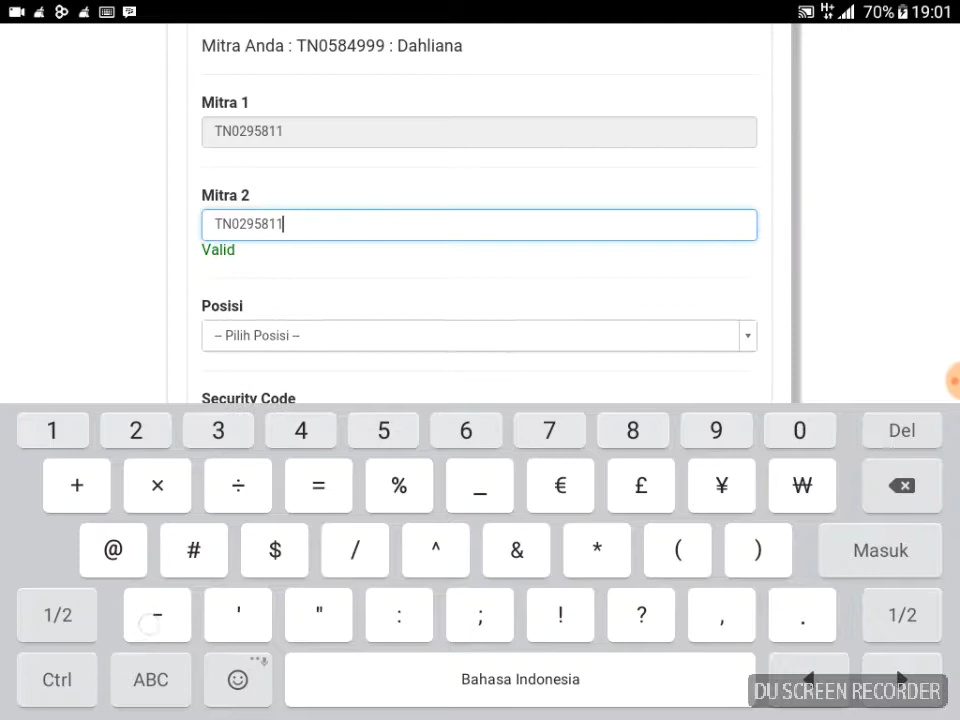 H+ 70% 19:01
Mitra Anda : TN0584999 : Dahliana
Mitra 1
TN0295811
Mitra 2
TN0295811
Valid
Posisi
-- Pilih Posisi --
Security Code
1 2 3 4 5 6 7 8 9 0 Del
+ × ÷ = % _ € £ ¥ ₩
@ # $ / ^ & * ( ) Masuk
1/2 - ' " : ; ! ? , . 1/2
Ctrl ABC Bahasa Indonesia
DU SCREEN RECORDER